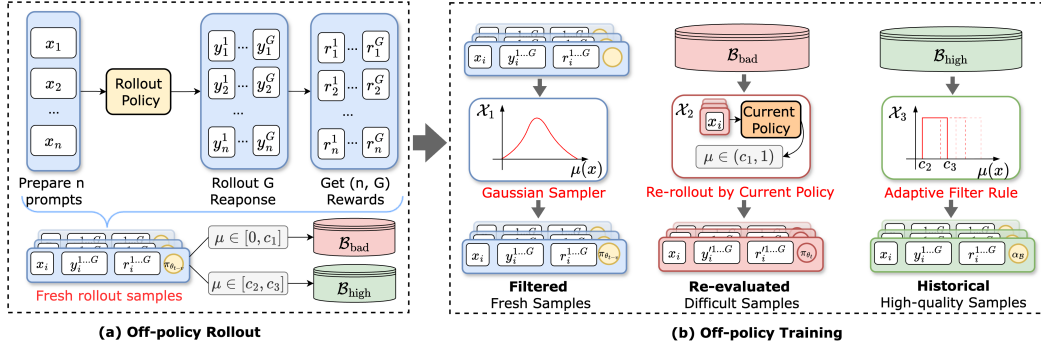 x_1
x_2
...
x_n
Prepare n
prompts
Rollout
Policy
y_1^1 ... y_1^G
y_2^1 ... y_2^G
...
y_n^1 ... y_n^G
Rollout G
Reaponse
r_1^1 ... r_1^G
r_2^1 ... r_2^G
...
r_n^1 ... r_n^G
Get (n, G)
Rewards
x_i y_i^{1...G} r_i^{1...G}
Fresh rollout samples
μ ∈ [0, c_1]
B_bad
μ ∈ [c_2, c_3]
B_high
(a) Off-policy Rollout
x_i y_i^{1...G} r_i^{1...G}
X_1
μ(x)
Gaussian Sampler
x_i y_i^{1...G} r_i^{1...G}
Filtered
Fresh Samples
B_bad
X_2
x_i
Current
Policy
μ ∈ (c_1, 1)
Re-rollout by Current Policy
x_i y_i'^{1...G} r_i'^{1...G} π_{θ_t}
Re-evaluated
Difficult Samples
B_high
X_3
c_2 c_3 μ(x)
Adaptive Filter Rule
x_i y_i^{1...G} r_i^{1...G} α_B
Historical
High-quality Samples
(b) Off-policy Training